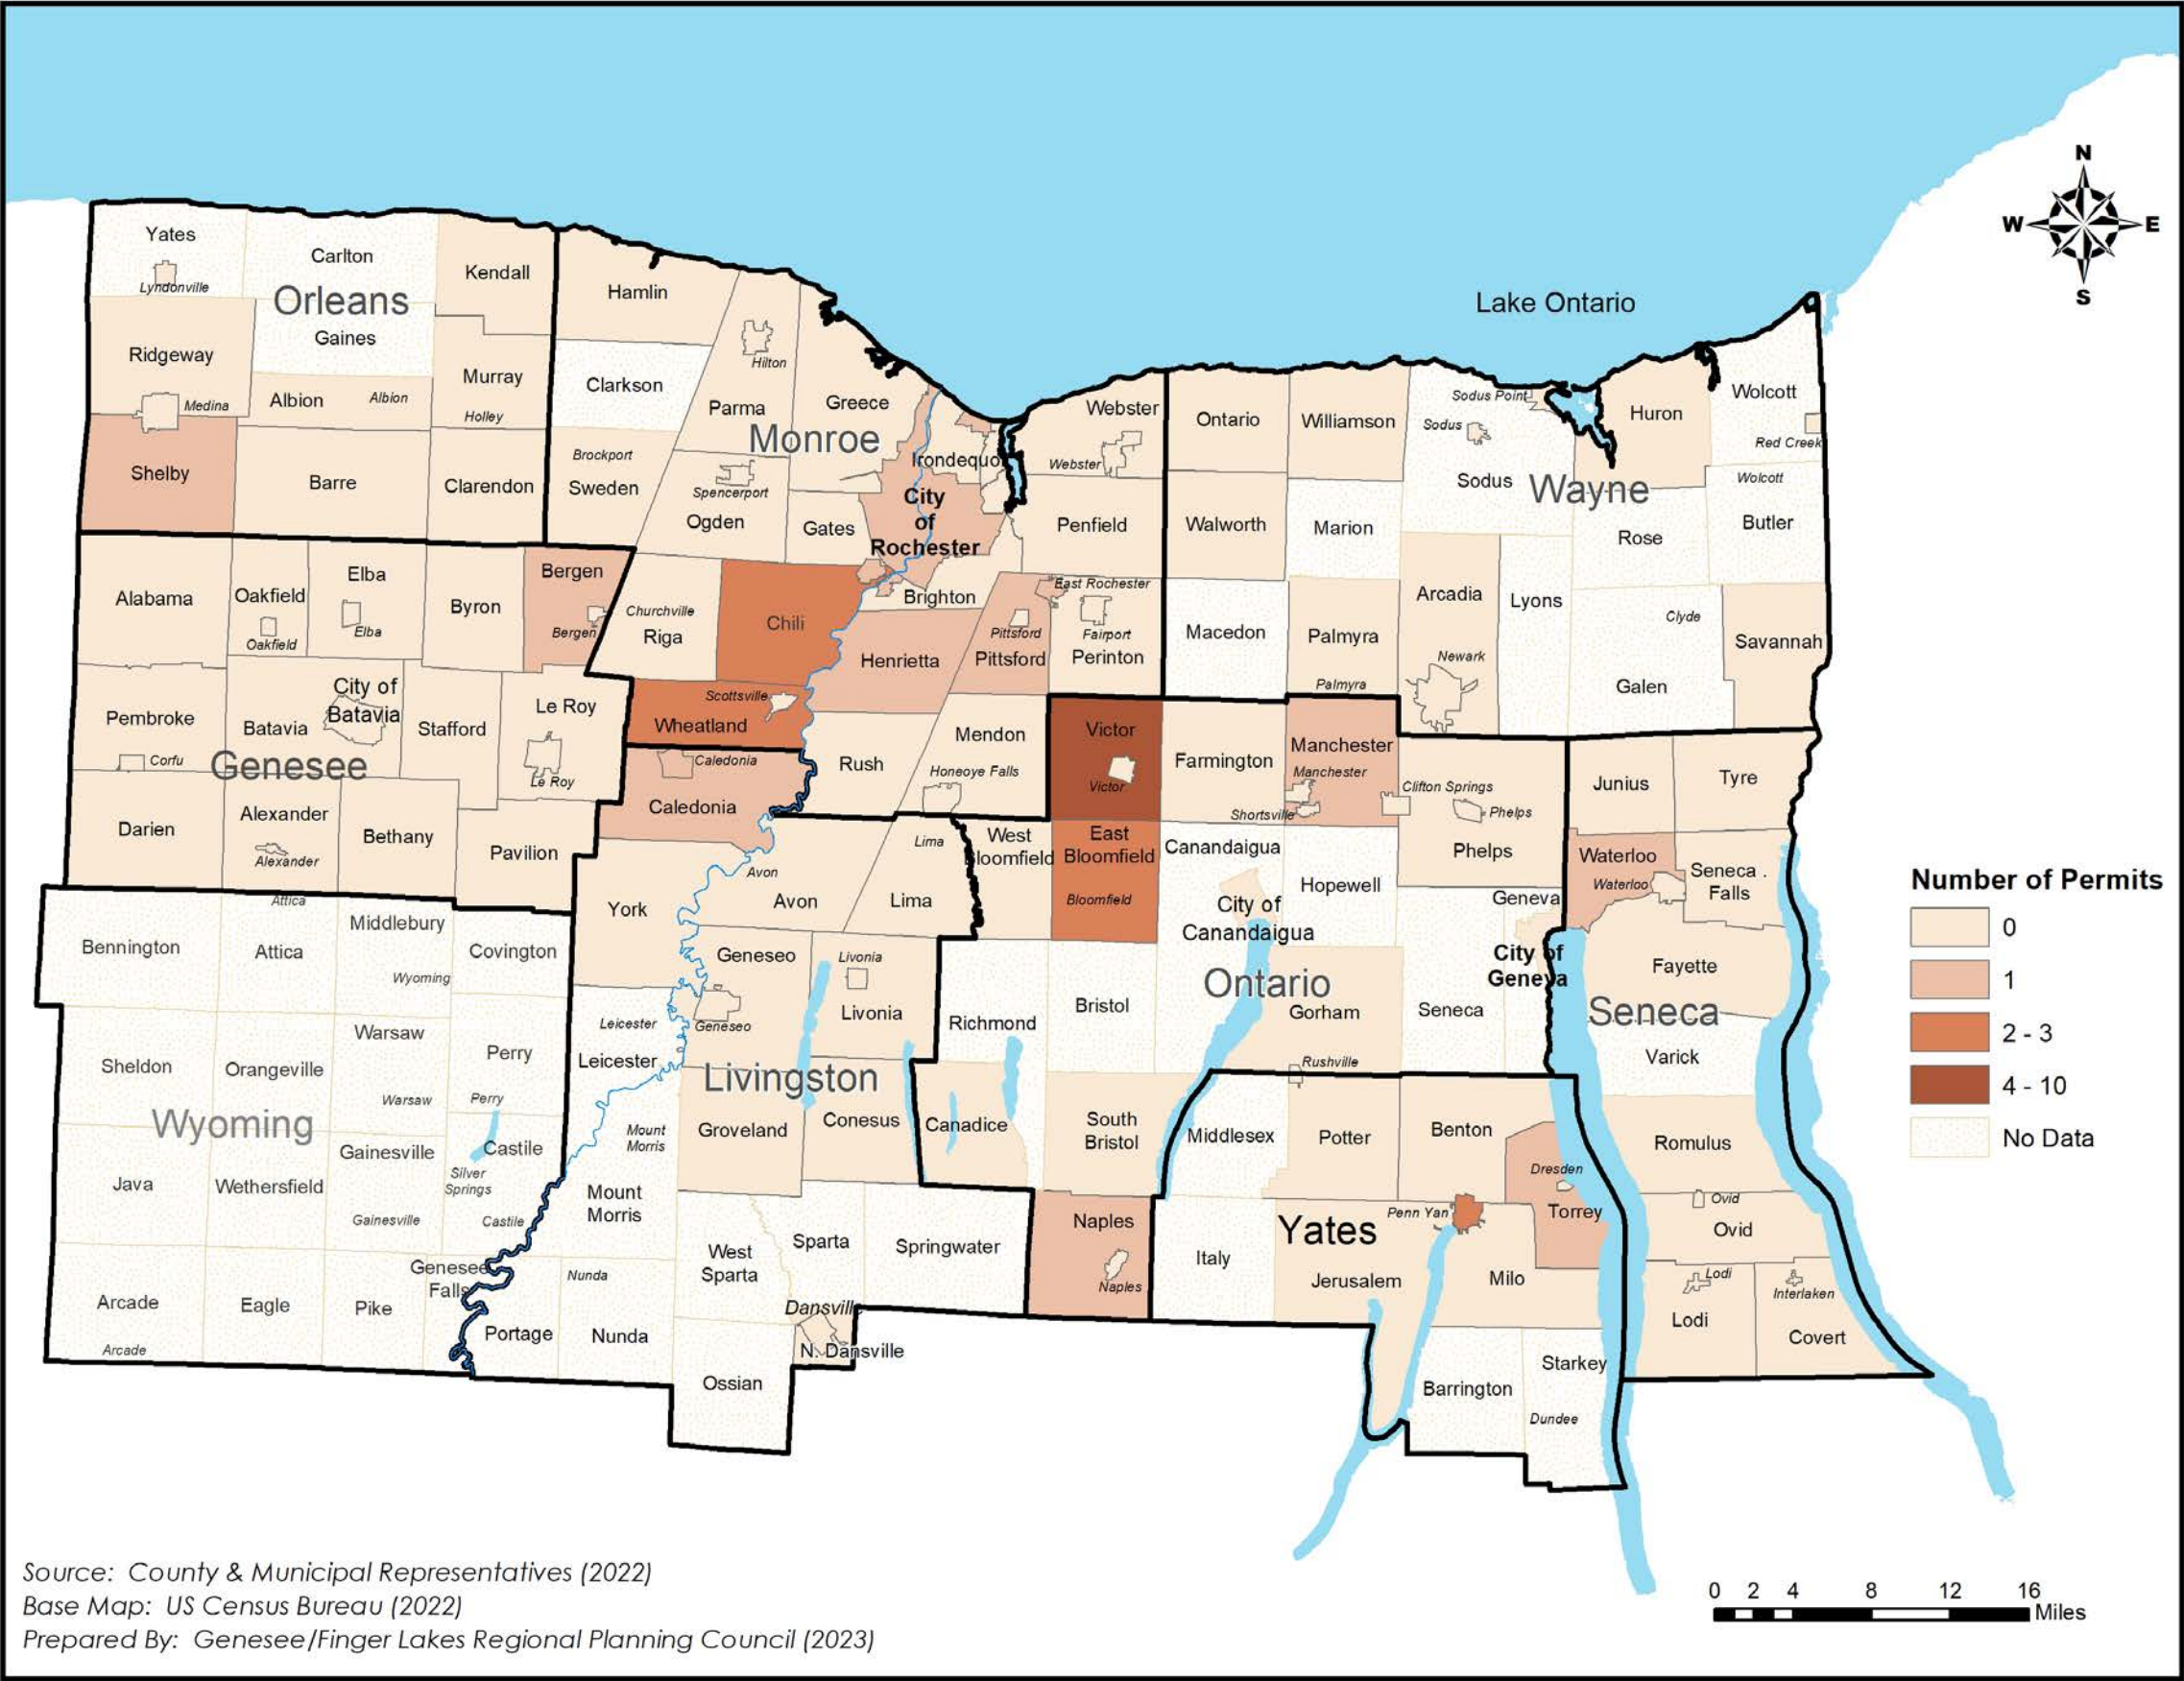 N
W
E
S
Lake Ontario
Yates
Lyndonville
Carlton
Orleans
Gaines
Kendall
Ridgeway
Medina
Albion
Albion
Murray
Holley
Shelby
Barre
Clarendon
Hamlin
Clarkson
Hilton
Parma
Greece
Monroe
Brockport
Sweden
Spencerport
Ogden
Gates
Irondequo
City
of
Rochester
Webster
Webster
Penfield
Brighton
East Rochester
Churchville
Riga
Chili
Henrietta
Pittsford
Pittsford
Fairport
Perinton
Scottsville
Wheatland
Rush
Mendon
Honeoye Falls
Ontario
Williamson
Sodus Point
Sodus
Sodus
Wayne
Huron
Wolcott
Red Creek
Wolcott
Butler
Walworth
Marion
Rose
Macedon
Palmyra
Palmyra
Arcadia
Newark
Lyons
Clyde
Galen
Savannah
Alabama
Oakfield
Oakfield
Elba
Elba
Byron
Bergen
Bergen
Pembroke
Corfu
Batavia
City of
Batavia
Stafford
Le Roy
Le Roy
Genesee
Darien
Alexander
Alexander
Bethany
Pavilion
Caledonia
Caledonia
York
Avon
Avon
Lima
Lima
Geneseo
Geneseo
Livonia
Livonia
Leicester
Leicester
Livingston
Mount
Morris
Groveland
Conesus
Mount
Morris
West
Sparta
Sparta
Springwater
Nunda
Nunda
Portage
Dansville
N. Dansville
Ossian
Bennington
Attica
Attica
Middlebury
Wyoming
Covington
Sheldon
Orangeville
Warsaw
Warsaw
Perry
Perry
Wyoming
Gainesville
Castile
Silver
Springs
Java
Wethersfield
Gainesville
Castile
Genesee
Falls
Arcade
Arcade
Eagle
Pike
Victor
Victor
Farmington
Manchester
Manchester
Shortsville
Clifton Springs
Phelps
Phelps
West
Bloomfield
East
Bloomfield
Bloomfield
Canandaigua
Hopewell
City of
Canandaigua
Geneva
City of
Geneva
Ontario
Richmond
Bristol
Gorham
Seneca
Rushville
Canadice
South
Bristol
Naples
Naples
Middlesex
Potter
Benton
Dresden
Torrey
Penn Yan
Yates
Italy
Jerusalem
Milo
Barrington
Starkey
Dundee
Junius
Tyre
Waterloo
Waterloo
Seneca
Falls
Fayette
Seneca
Varick
Romulus
Ovid
Ovid
Lodi
Lodi
Interlaken
Covert
Number of Permits
0
1
2 - 3
4 - 10
No Data
0 2 4 8 12 16
Miles
Source: County & Municipal Representatives (2022)
Base Map: US Census Bureau (2022)
Prepared By: Genesee/Finger Lakes Regional Planning Council (2023)